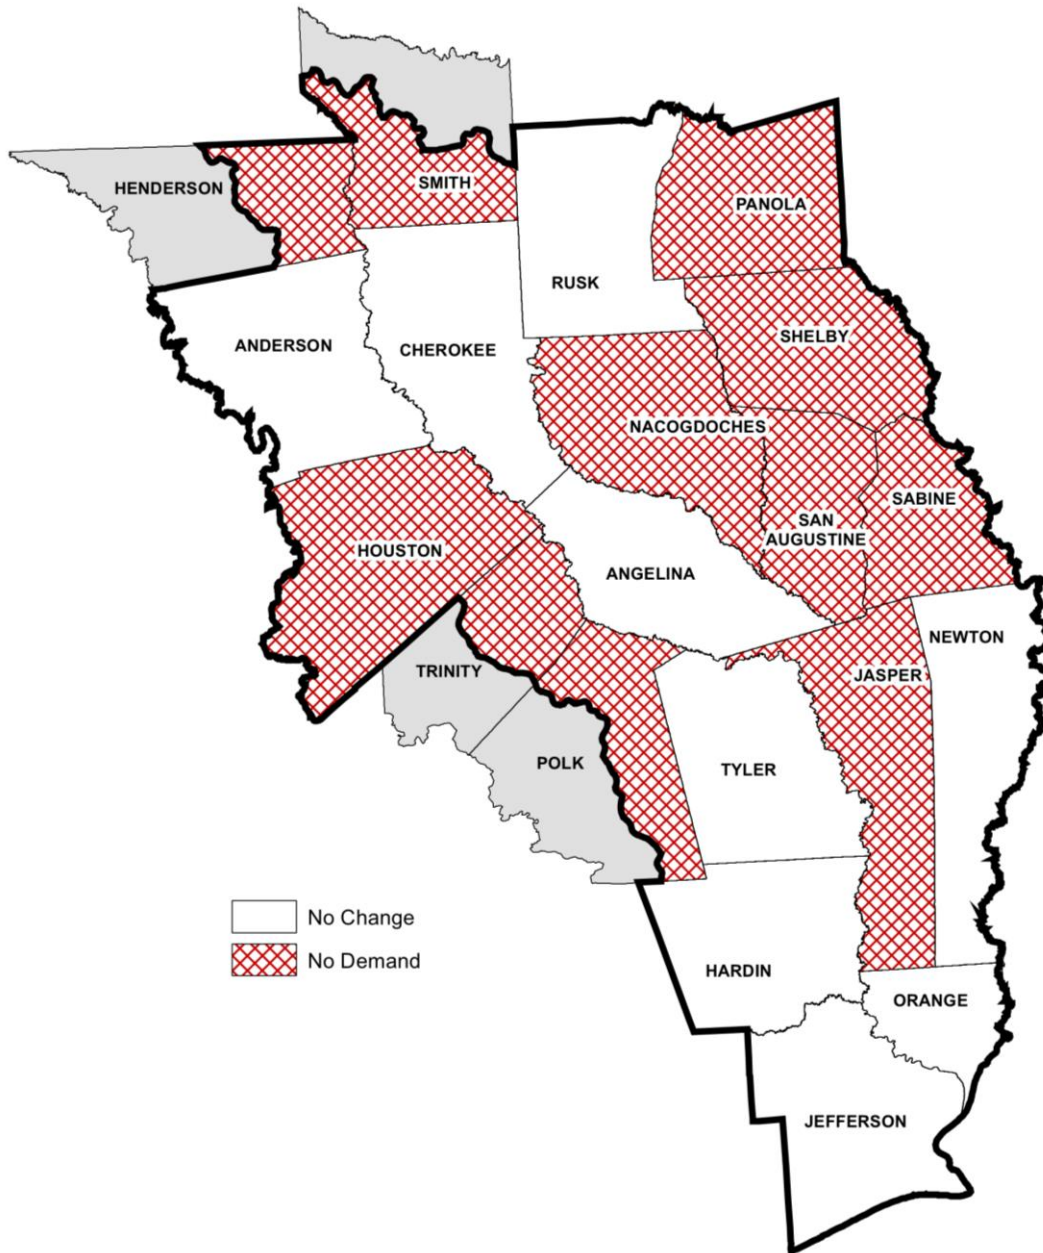 HENDERSON
SMITH
PANOLA
RUSK
SHELBY
ANDERSON
CHEROKEE
NACOGDOCHES
SABINE
SAN
AUGUSTINE
HOUSTON
ANGELINA
NEWTON
TRINITY
JASPER
POLK
TYLER
No Change
No Demand
HARDIN
ORANGE
JEFFERSON